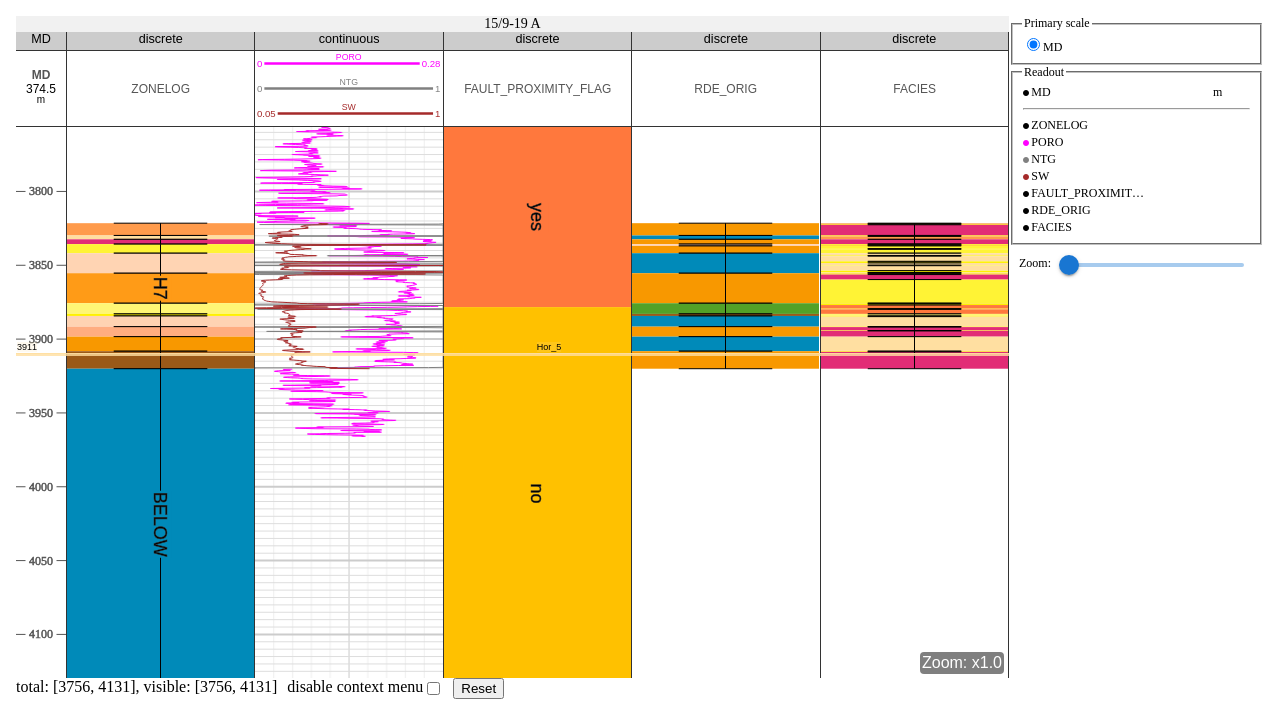 15/9-19 A
MD discrete continuous discrete discrete discrete
MD
374.5
m
ZONELOG
PORO
0 0.28
NTG
0 1
SW
0.05 1
FAULT_PROXIMITY_FLAG
RDE_ORIG
FACIES
3800
3850
3900
3911
3950
4000
4050
4100
H7
BELOW
yes
Hor_5
no
Zoom: x1.0
total: [3756, 4131], visible: [3756, 4131] disable context menu Reset
Primary scale
MD
Readout
MD m
ZONELOG
PORO
NTG
SW
FAULT_PROXIMIT…
RDE_ORIG
FACIES
Zoom: